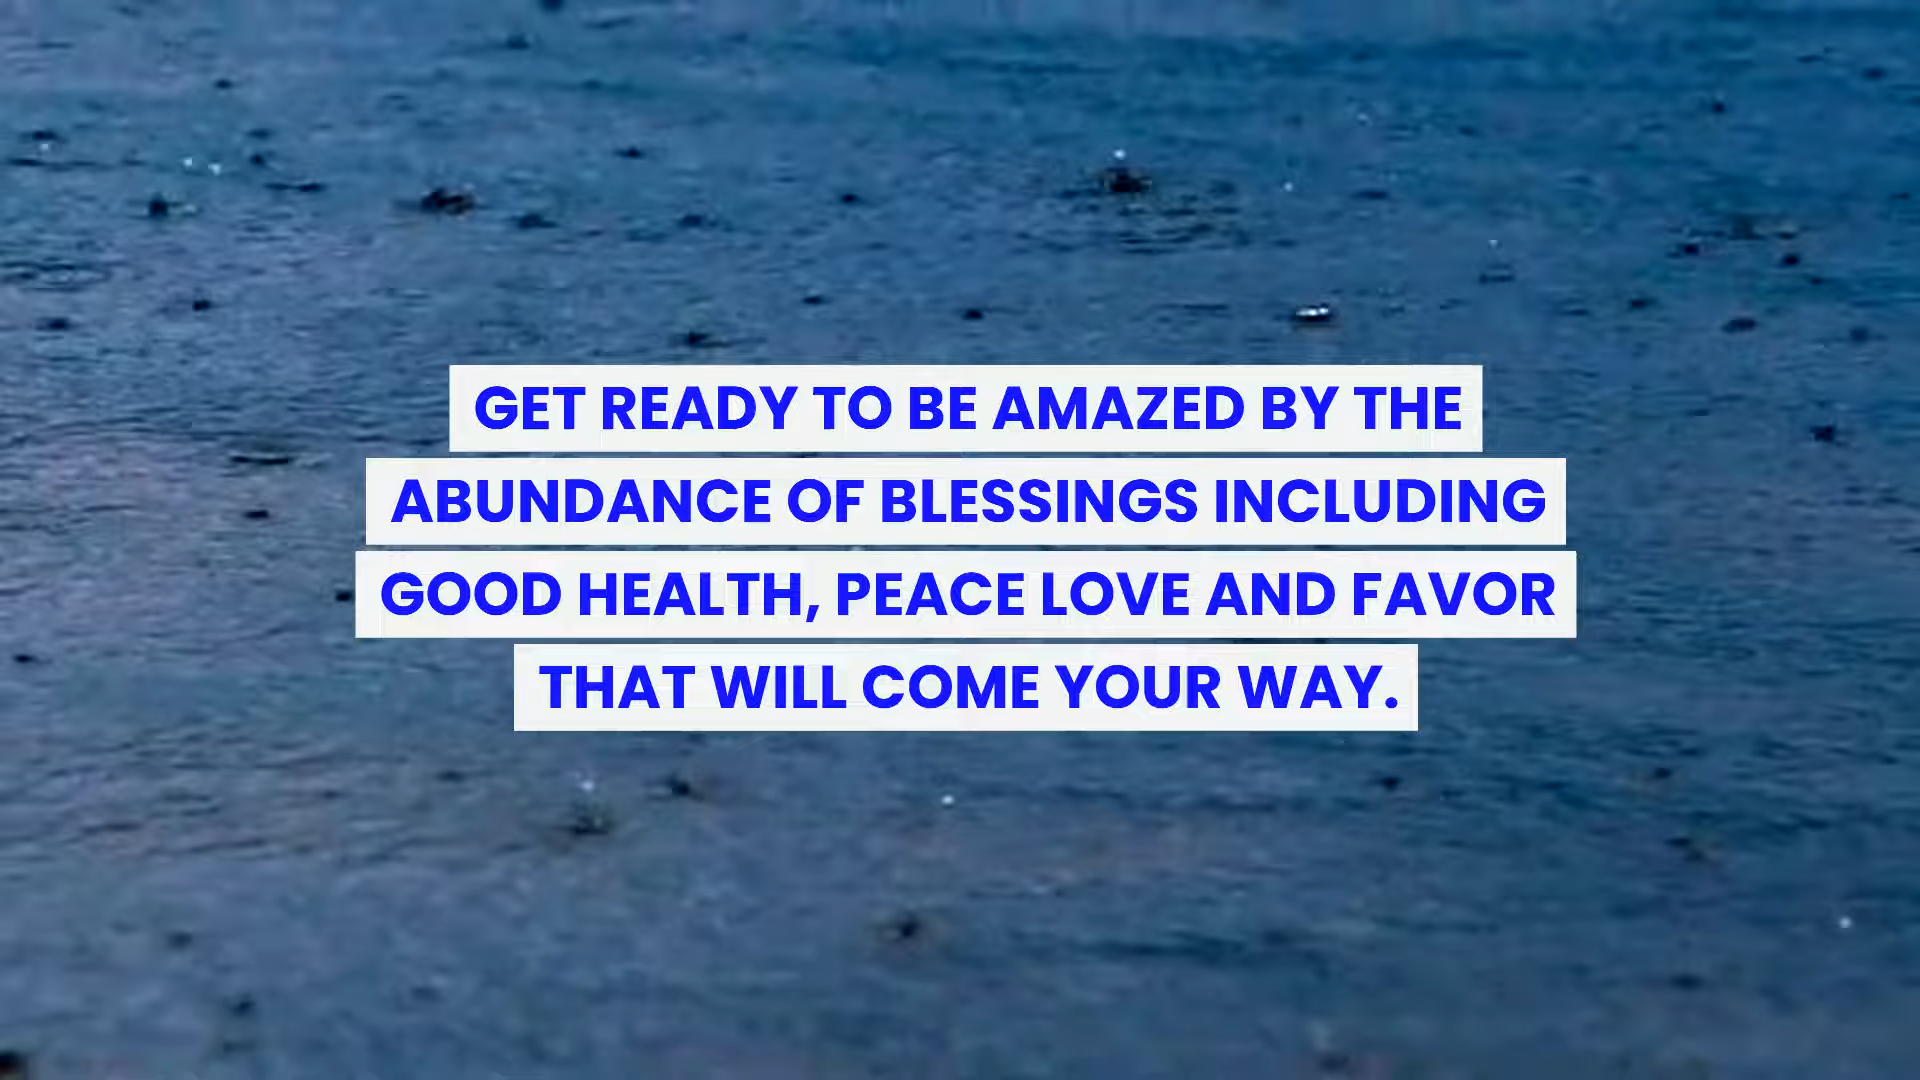 GET READY TO BE AMAZED BY THE
ABUNDANCE OF BLESSINGS INCLUDING
GOOD HEALTH, PEACE LOVE AND FAVOR
THAT WILL COME YOUR WAY.